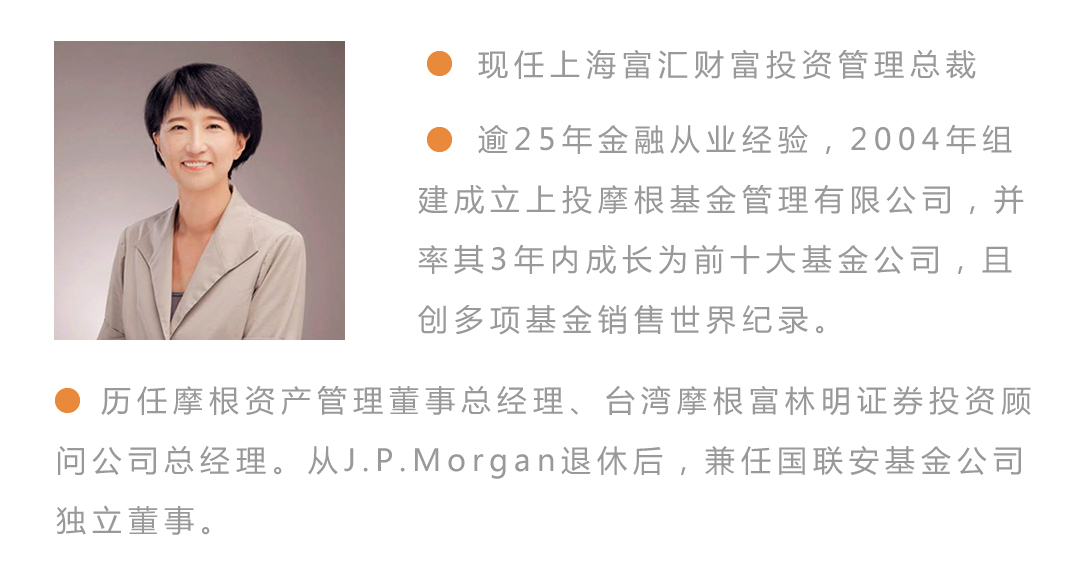 现任上海富汇财富投资管理总裁
逾25年金融从业经验，2004年组
建成立上投摩根基金管理有限公司，并
率其3年内成长为前十大基金公司，且
创多项基金销售世界纪录。
历任摩根资产管理董事总经理、台湾摩根富林明证券投资顾
问公司总经理。从J.P.Morgan退休后，兼任国联安基金公司
独立董事。